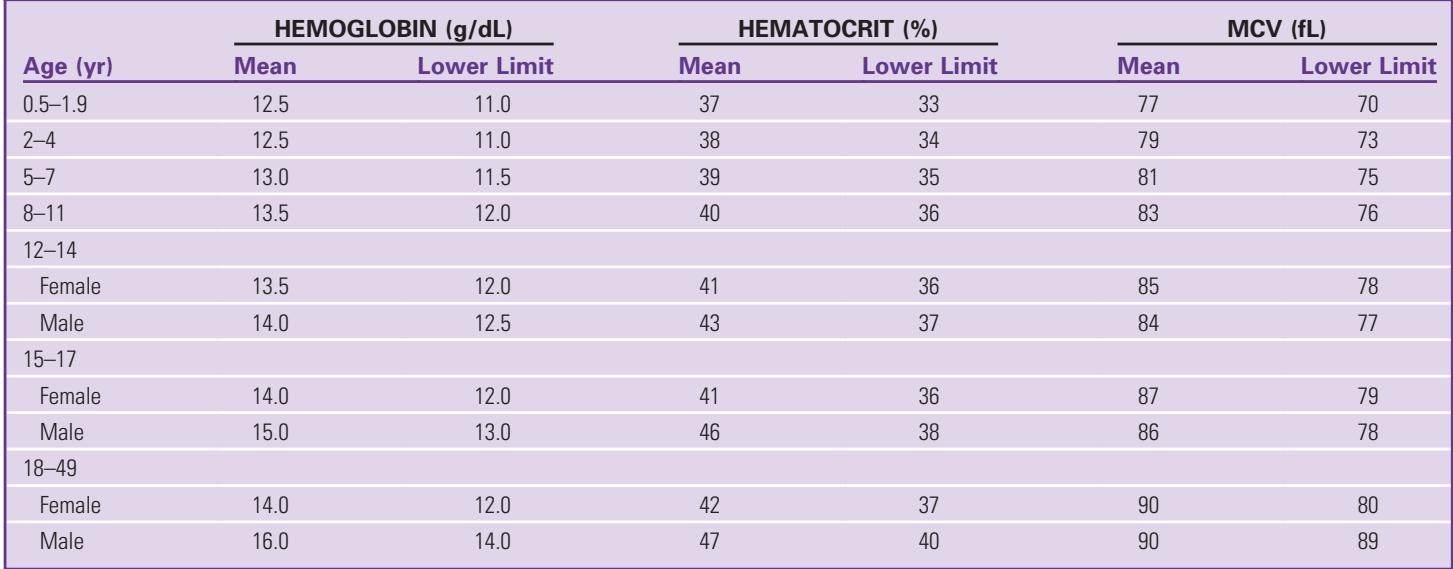 HEMOGLOBIN (g/dL) HEMATOCRIT (%) MCV (fL)
Age (yr) Mean Lower Limit Mean Lower Limit Mean Lower Limit
0.5–1.9 12.5 11.0 37 33 77 70
2–4 12.5 11.0 38 34 79 73
5–7 13.0 11.5 39 35 81 75
8–11 13.5 12.0 40 36 83 76
12–14
Female 13.5 12.0 41 36 85 78
Male 14.0 12.5 43 37 84 77
15–17
Female 14.0 12.0 41 36 87 79
Male 15.0 13.0 46 38 86 78
18–49
Female 14.0 12.0 42 37 90 80
Male 16.0 14.0 47 40 90 89